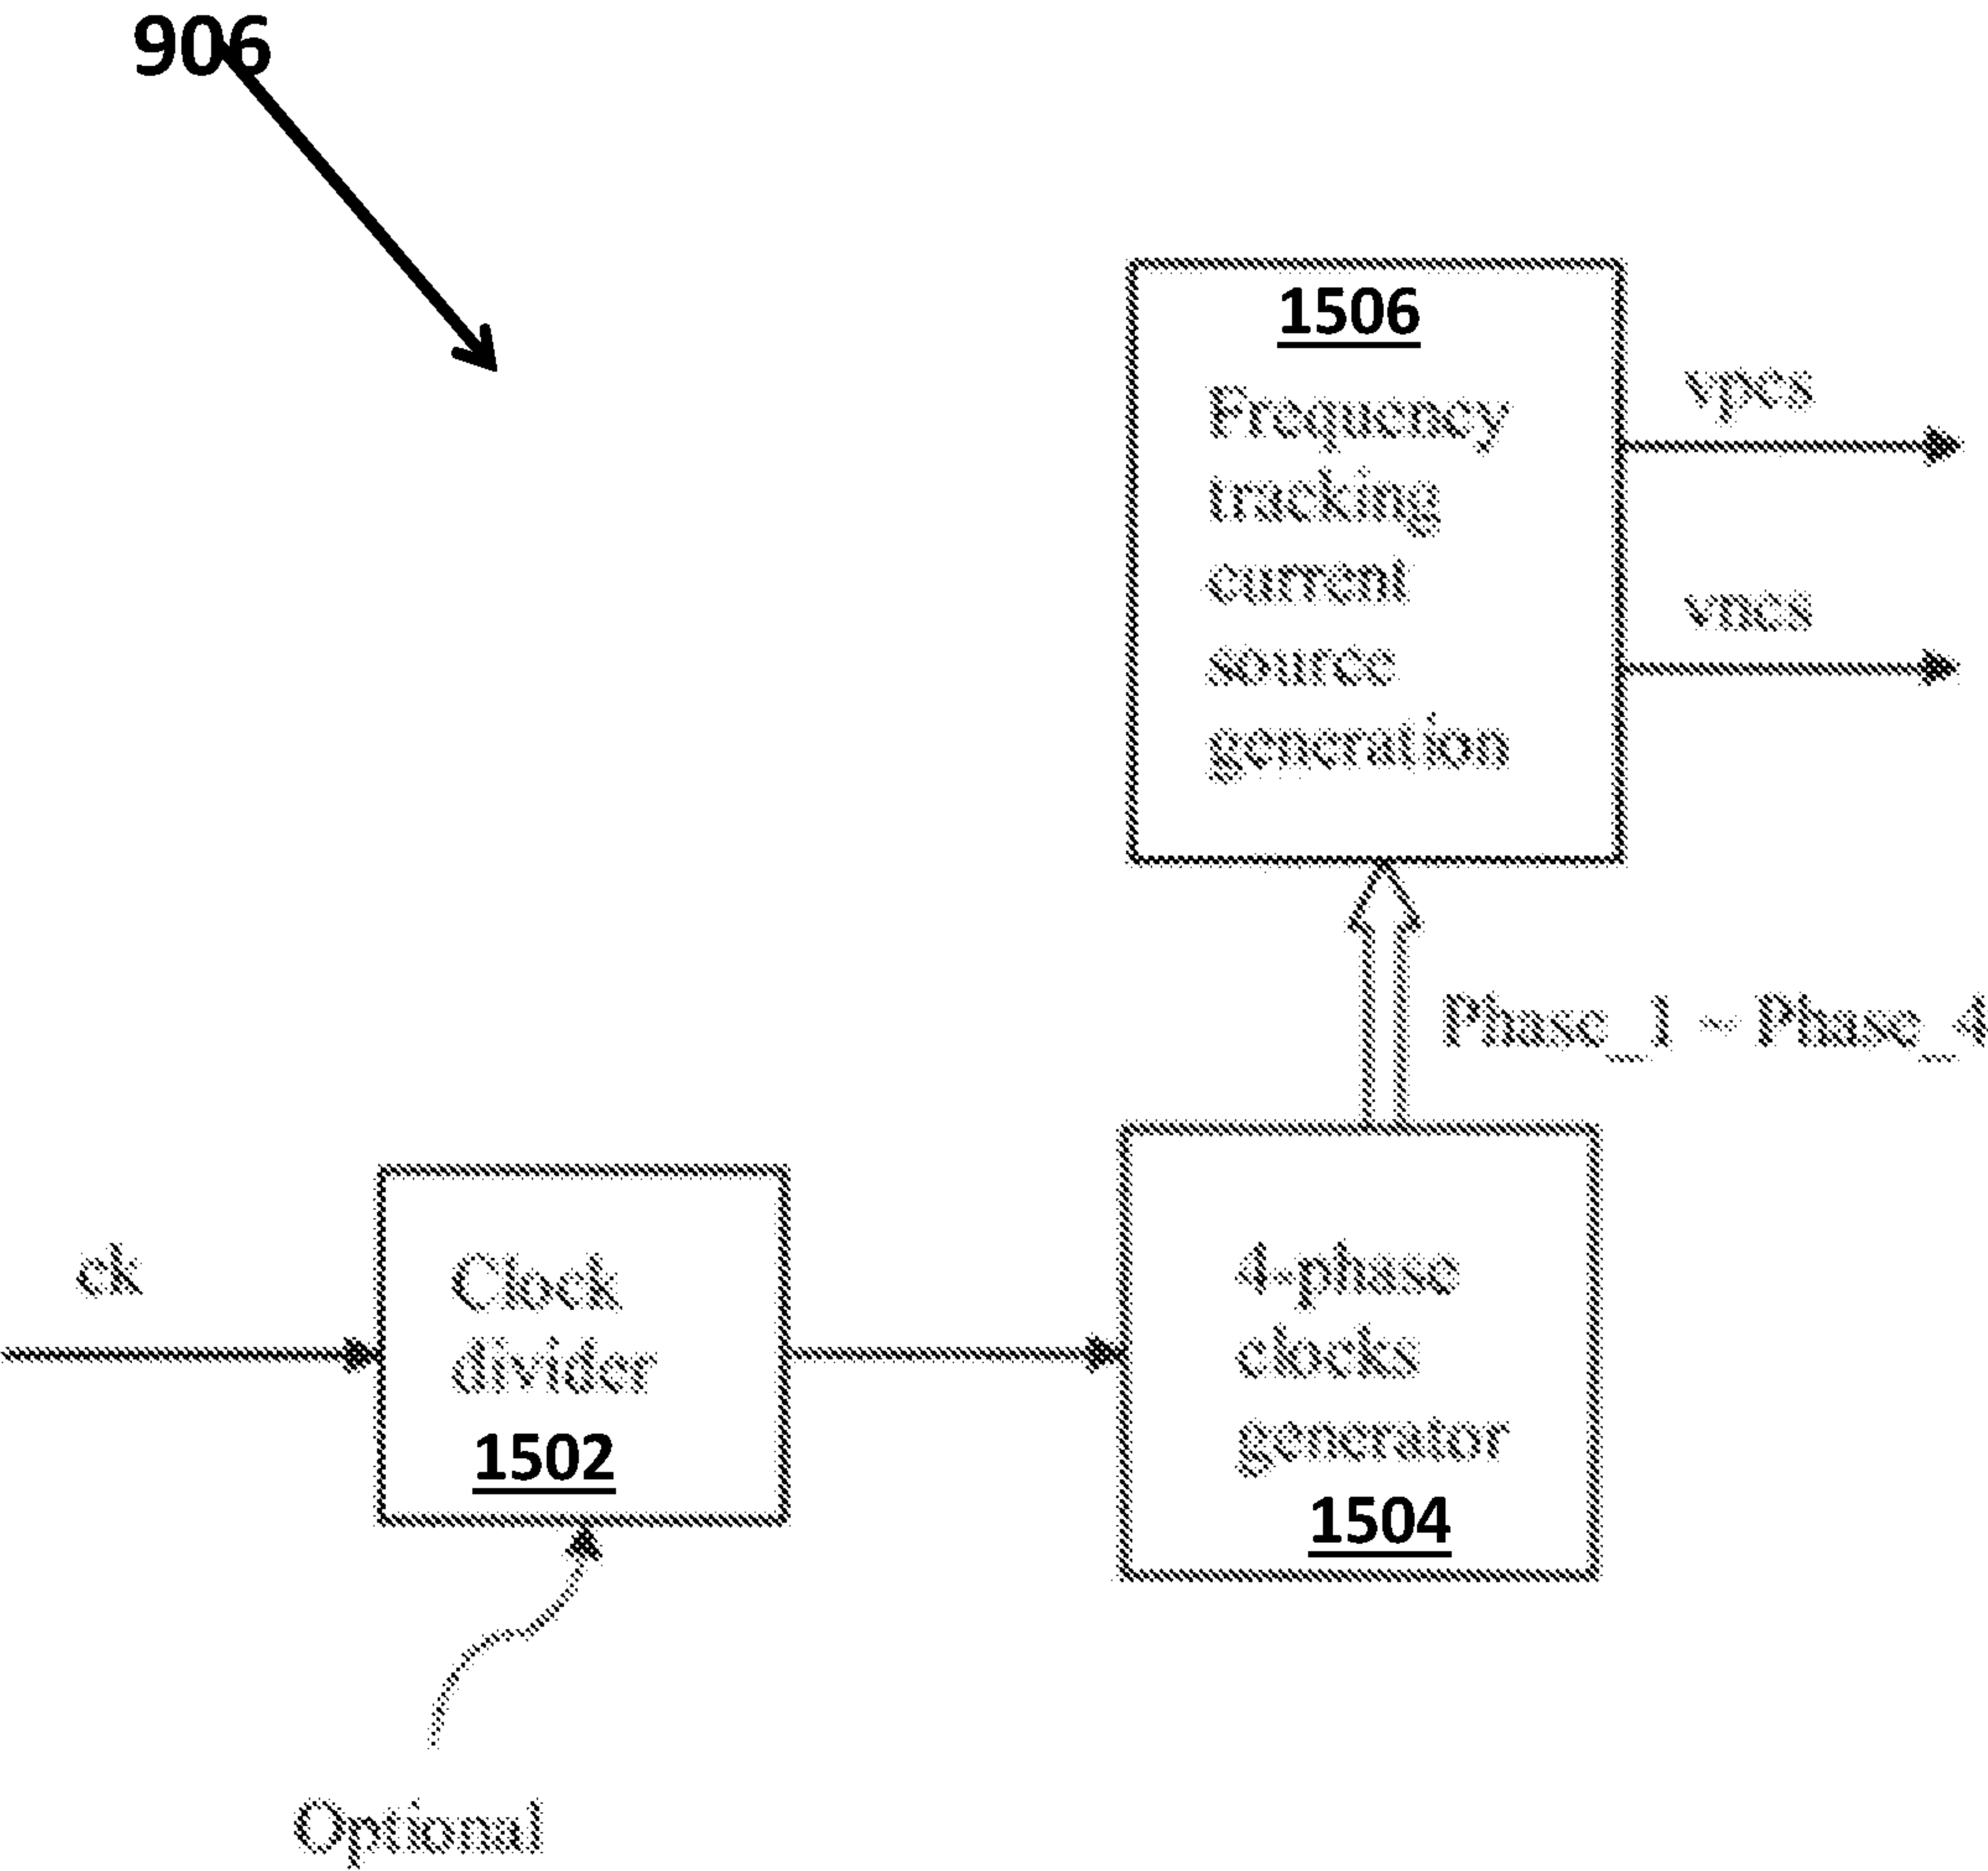 906
1506
Frequency
tracking
current
source
generation
vpcs
vncs
Phase_1 ~ Phase_4
ck
Clock
divider
1502
4-phase
clocks
generator
1504
Optional